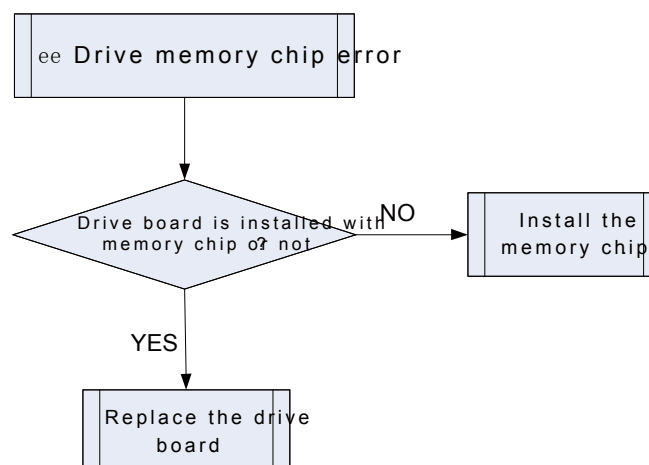 ee Drive memory chip error
Drive board is installed with
memory chip or not?
NO
Install the
memory chip
YES
Replace the drive
board